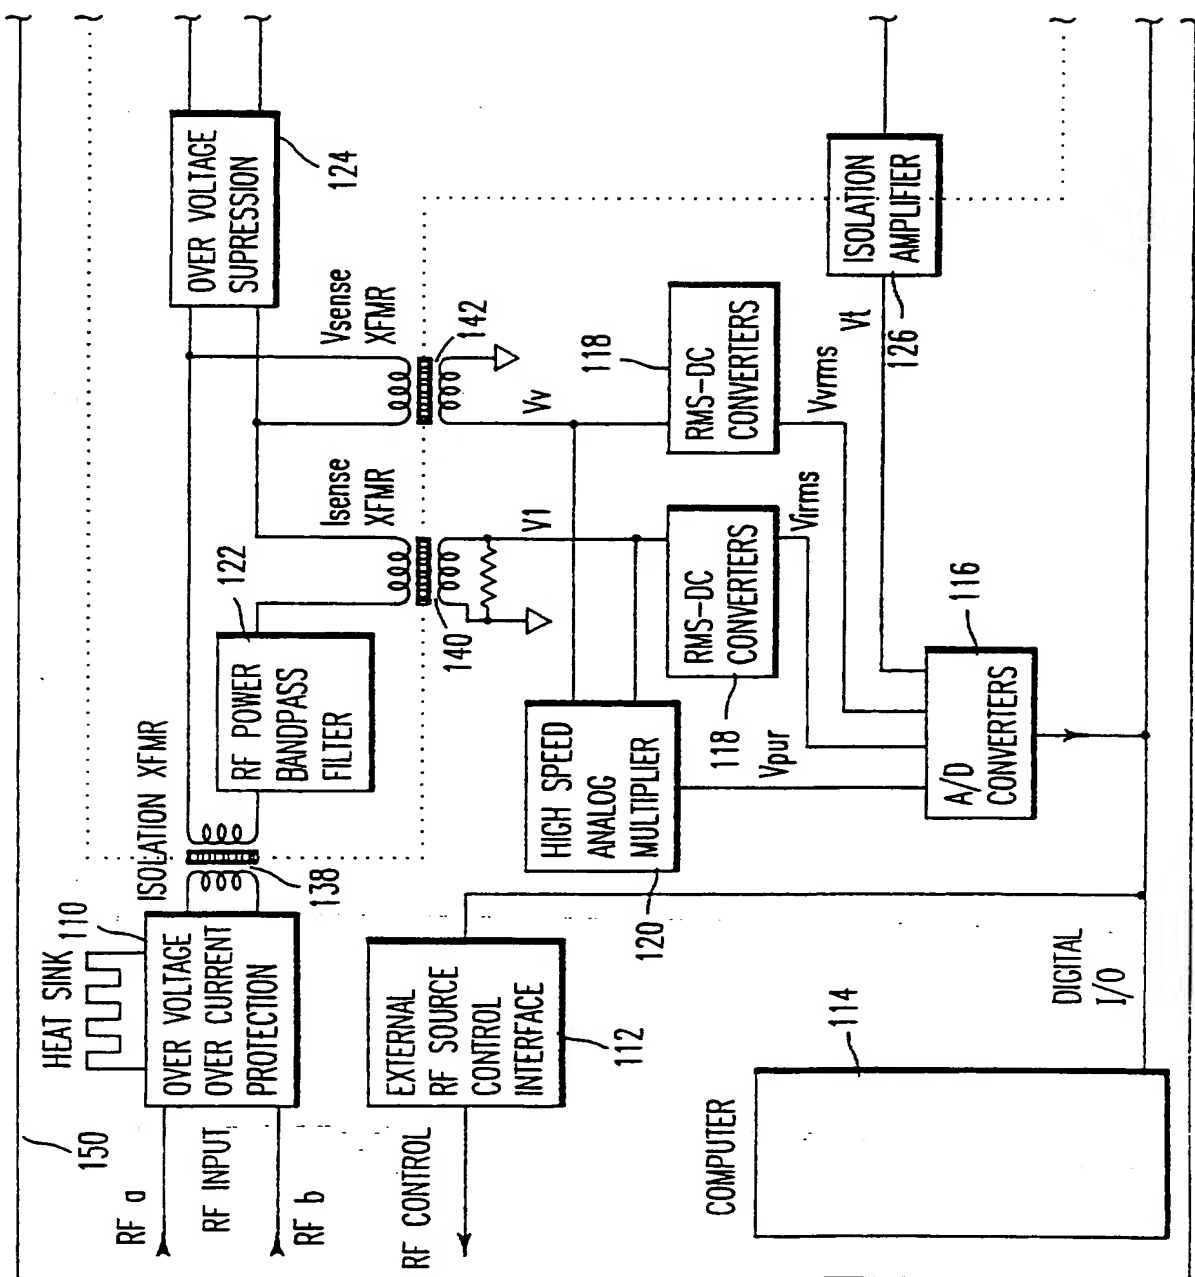 HEAT SINK
110
ISOLATION XFMR
138
OVER VOLTAGE
OVER CURRENT
PROTECTION
150
RF a
RF INPUT
RF b
RF POWER
BANDPASS
FILTER
122
Isense
XFMR
140
Vsense
XFMR
142
OVER VOLTAGE
SUPRESSION
124
EXTERNAL
RF SOURCE
CONTROL
INTERFACE
112
RF CONTROL
HIGH SPEED
ANALOG
MULTIPLIER
120
V1
Vv
RMS-DC
CONVERTERS
118
RMS-DC
CONVERTERS
118
Vpur
Virms
Vvrms
Vt
ISOLATION
AMPLIFIER
126
A/D
CONVERTERS
116
COMPUTER
114
DIGITAL
I/O